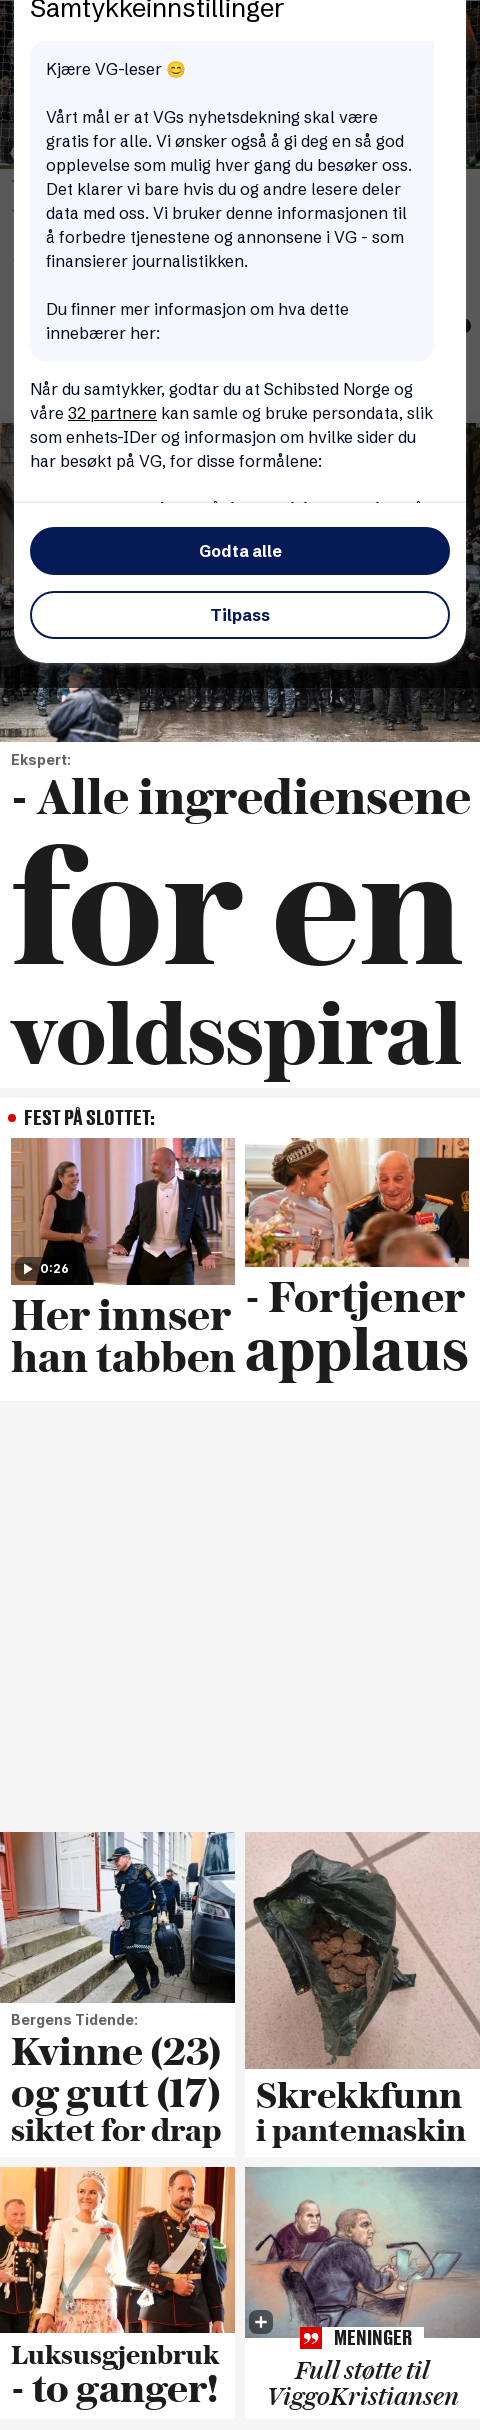 Samtykkeinnstillinger
Kjære VG-leser 😊
Vårt mål er at VGs nyhetsdekning skal være
gratis for alle. Vi ønsker også å gi deg en så god
opplevelse som mulig hver gang du besøker oss.
Det klarer vi bare hvis du og andre lesere deler
data med oss. Vi bruker denne informasjonen til
å forbedre tjenestene og annonsene i VG - som
finansierer journalistikken.
Du finner mer informasjon om hva dette
innebærer her:
Når du samtykker, godtar du at Schibsted Norge og
våre 32 partnere kan samle og bruke persondata, slik
som enhets-IDer og informasjon om hvilke sider du
har besøkt på VG, for disse formålene:
Godta alle
Tilpass
Ekspert:
- Alle ingrediensene
for en
voldsspiral
FEST PÅ SLOTTET:
0:26
Her innser
han tabben
- Fortjener
applaus
Bergens Tidende:
Kvinne (23)
og gutt (17)
siktet for drap
Skrekkfunn
i pantemaskin
Luksusgjenbruk
- to ganger!
MENINGER
Full støtte til
ViggoKristiansen